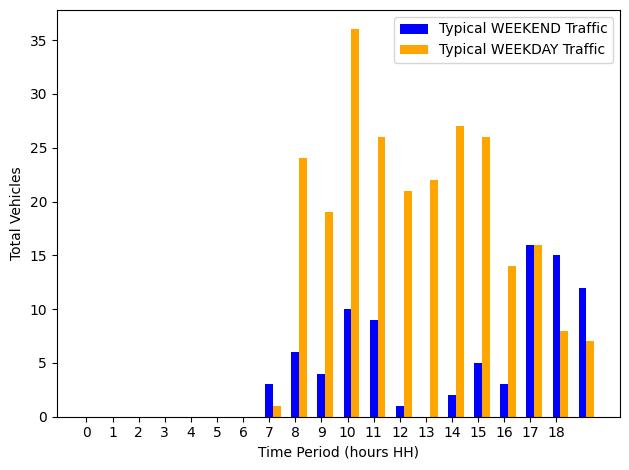 Typical WEEKEND Traffic
Typical WEEKDAY Traffic
35
30
25
20
15
10
5
0
Total Vehicles
0 1 2 3 4 5 6 7 8 9 10 11 12 13 14 15 16 17 18
Time Period (hours HH)